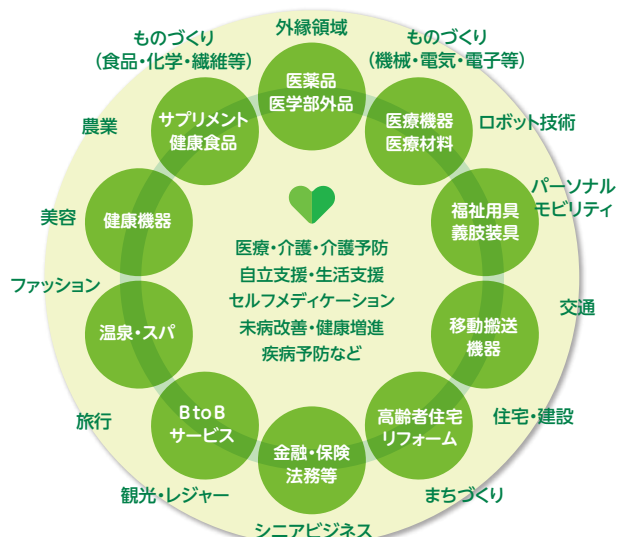 外縁領域
ものづくり
(食品・化学・繊維等)
ものづくり
(機械・電気・電子等)
農業
ロボット技術
美容
パーソナル
モビリティ
ファッション
交通
旅行
住宅・建設
観光・レジャー
まちづくり
シニアビジネス
医薬品
医学部外品
サプリメント
健康食品
医療機器
医療材料
健康機器
福祉用具
義肢装具
温泉・スパ
移動搬送
機器
BtoB
サービス
高齢者住宅
リフォーム
金融・保険
法務等
医療・介護・介護予防
自立支援・生活支援
セルフメディケーション
未病改善・健康増進
疾病予防など